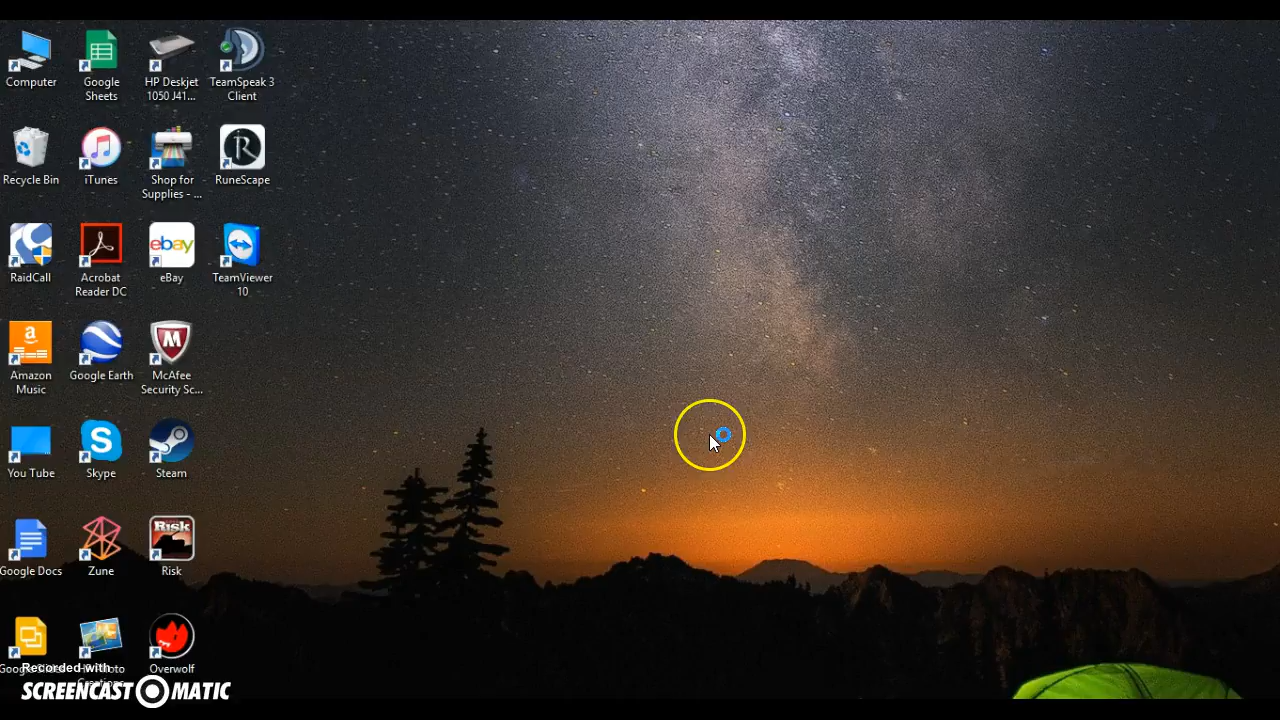 Computer
Google
Sheets
HP Deskjet
1050 J41...
TeamSpeak 3
Client
Recycle Bin
iTunes
Shop for
Supplies - ...
RuneScape
RaidCall
Acrobat
Reader DC
ebay
eBay
TeamViewer
10
a
Amazon
Music
Google Earth
M
McAfee
Security Sc...
You Tube
S
Skype
Steam
Google Docs
Zune
Risk
Risk
Overwolf
Recorded with
SCREENCAST MATIC